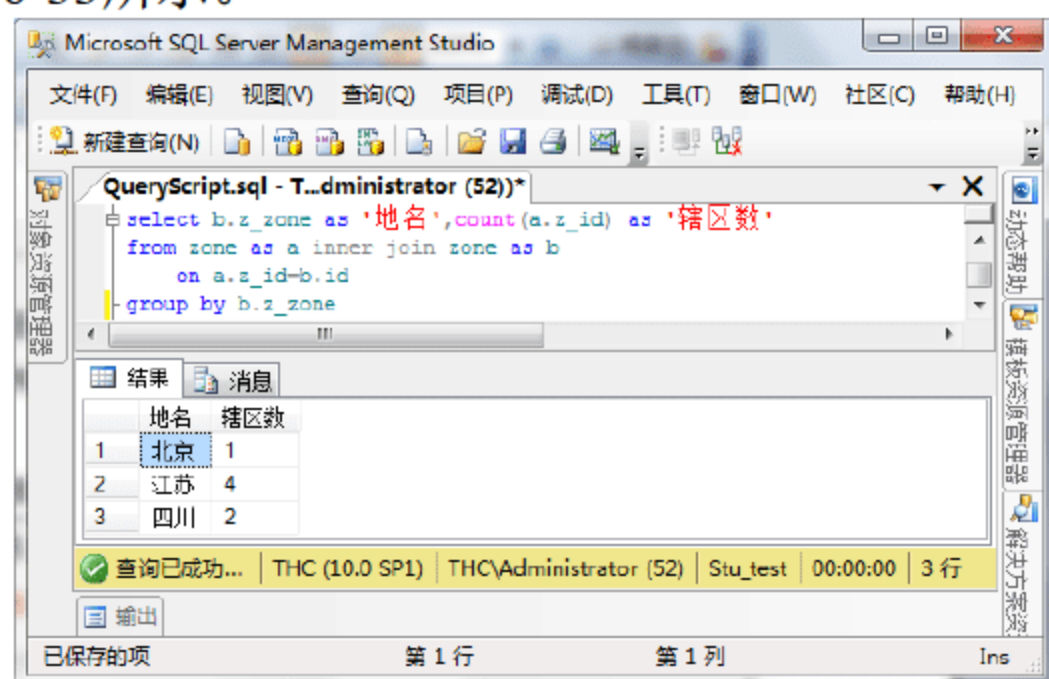 Microsoft SQL Server Management Studio
文件(F) 编辑(E) 视图(V) 查询(Q) 项目(P) 调试(D) 工具(T) 窗口(W) 社区(C) 帮助(H)
新建查询(N)
QueryScript.sql - T...dministrator (52))*
对象资源管理器
select b.z_zone as '地名',count(a.z_id) as '辖区数'
from zone as a inner join zone as b
on a.z_id=b.id
group by b.z_zone
动态帮助
模板资源管理器
解决方案资
结果 消息
地名 辖区数
1 北京 1
2 江苏 4
3 四川 2
查询已成功... THC (10.0 SP1) THC\Administrator (52) Stu_test 00:00:00 3 行
输出
已保存的项 第 1 行 第 1 列 Ins